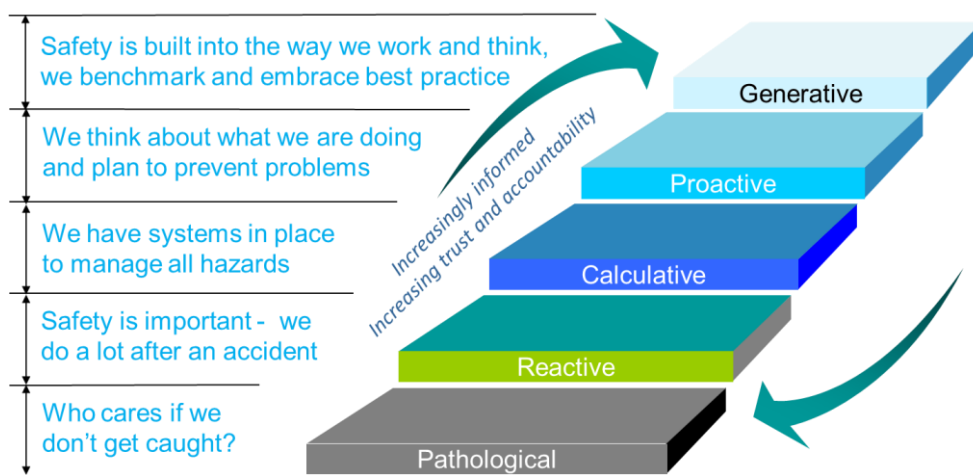 Safety is built into the way we work and think,
we benchmark and embrace best practice
We think about what we are doing
and plan to prevent problems
We have systems in place
to manage all hazards
Safety is important -  we
do a lot after an accident
Who cares if we
don’t get caught?
Increasingly informed
Increasing trust and accountability
Generative
Proactive
Calculative
Reactive
Pathological